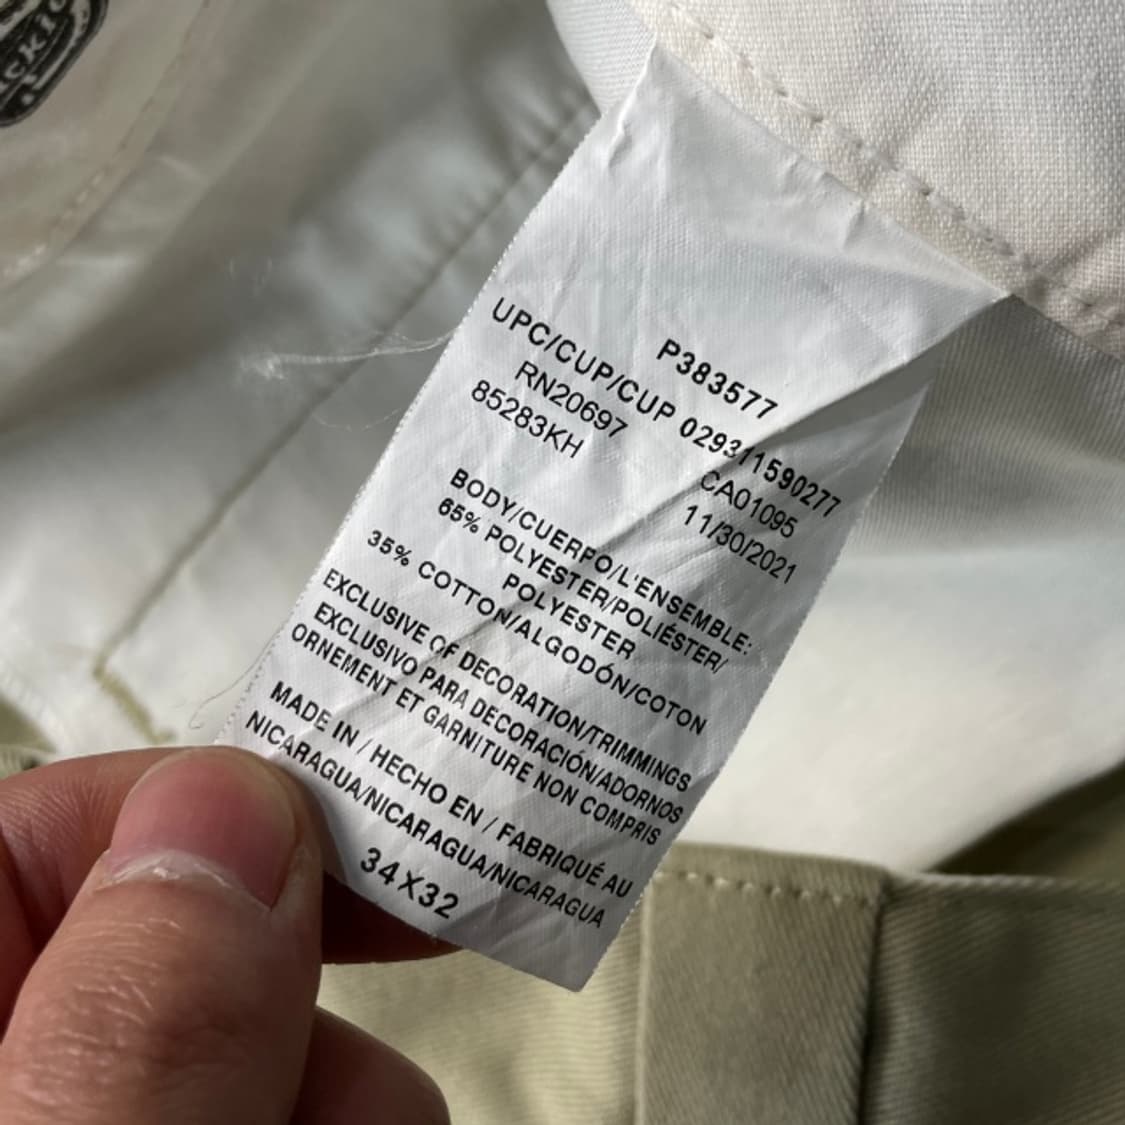 P383577
UPC/CUP/CUP 029311590277
RN20697 CA01095
85283KH 11/30/2021
BODY/CUERPO/L'ENSEMBLE:
65% POLYESTER/POLIÉSTER/
POLYESTER
35% COTTON/ALGODÓN/COTON
EXCLUSIVE OF DECORATION/TRIMMINGS
EXCLUSIVO PARA DECORACIÓN/ADORNOS
ORNEMENT ET GARNITURE NON COMPRIS
MADE IN / HECHO EN / FABRIQUÉ AU
NICARAGUA/NICARAGUA/NICARAGUA
34X32